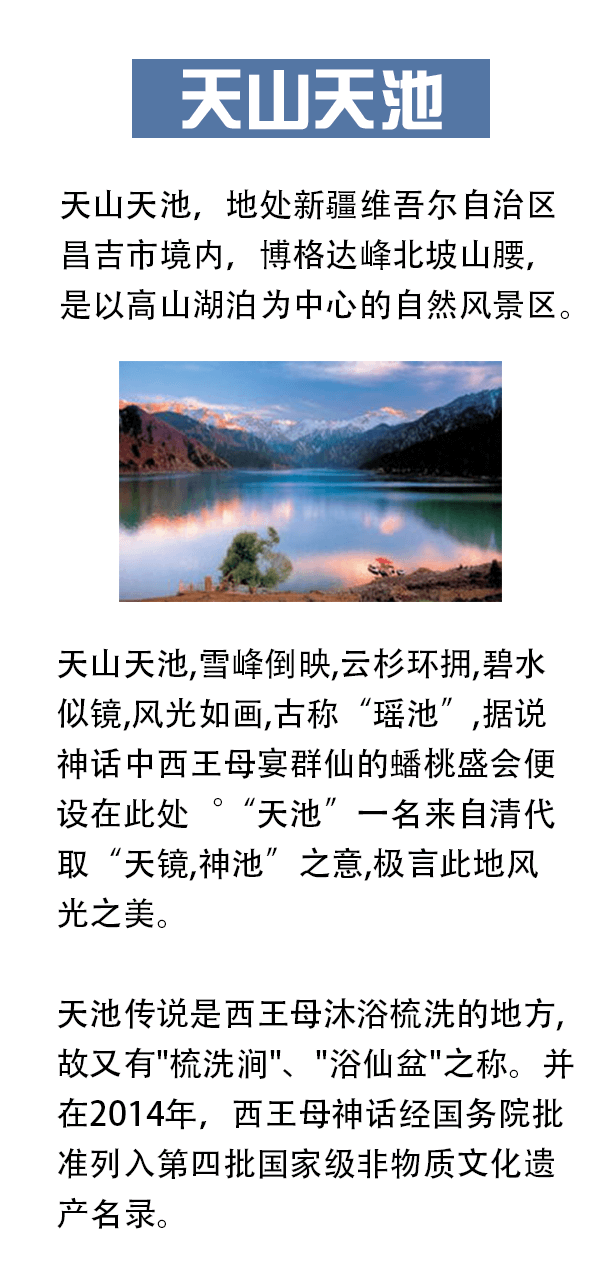 天山天池
天山天池，地处新疆维吾尔自治区
昌吉市境内，博格达峰北坡山腰，
是以高山湖泊为中心的自然风景区。
天山天池,雪峰倒映,云杉环拥,碧水
似镜,风光如画,古称“瑶池”,据说
神话中西王母宴群仙的蟠桃盛会便
设在此处 。“天池”一名来自清代
取“天镜,神池”之意,极言此地风
光之美。
天池传说是西王母沐浴梳洗的地方,
故又有"梳洗涧"、"浴仙盆"之称。并
在2014年，西王母神话经国务院批
准列入第四批国家级非物质文化遗
产名录。